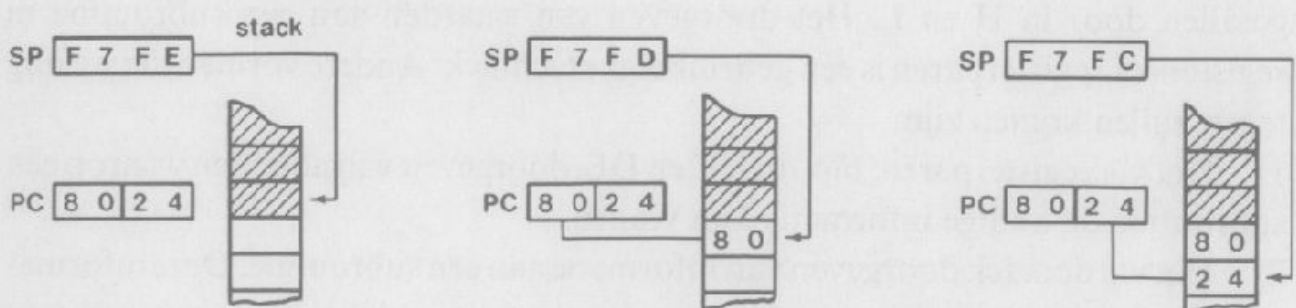 stack
SP F 7 F E
PC 8 0 2 4
SP F 7 F D
PC 8 0 2 4
8 0
SP F 7 F C
PC 8 0 2 4
8 0
2 4